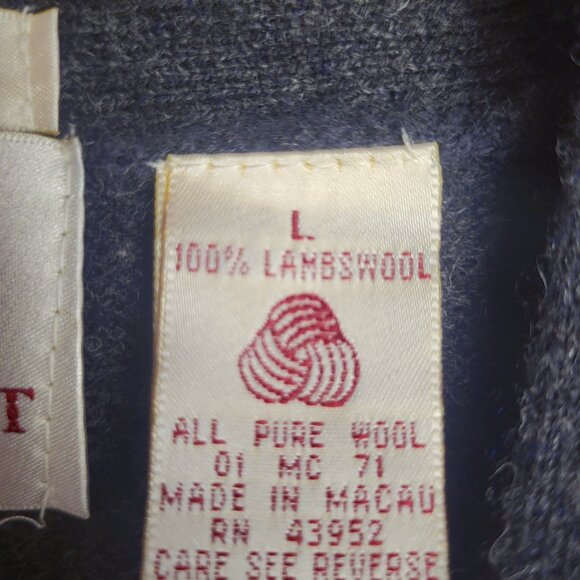 T
L
100% LAMBSWOOL
ALL PURE WOOL
01 MC 71
MADE IN MACAU
RN 43952
CARE SEE REVERSE